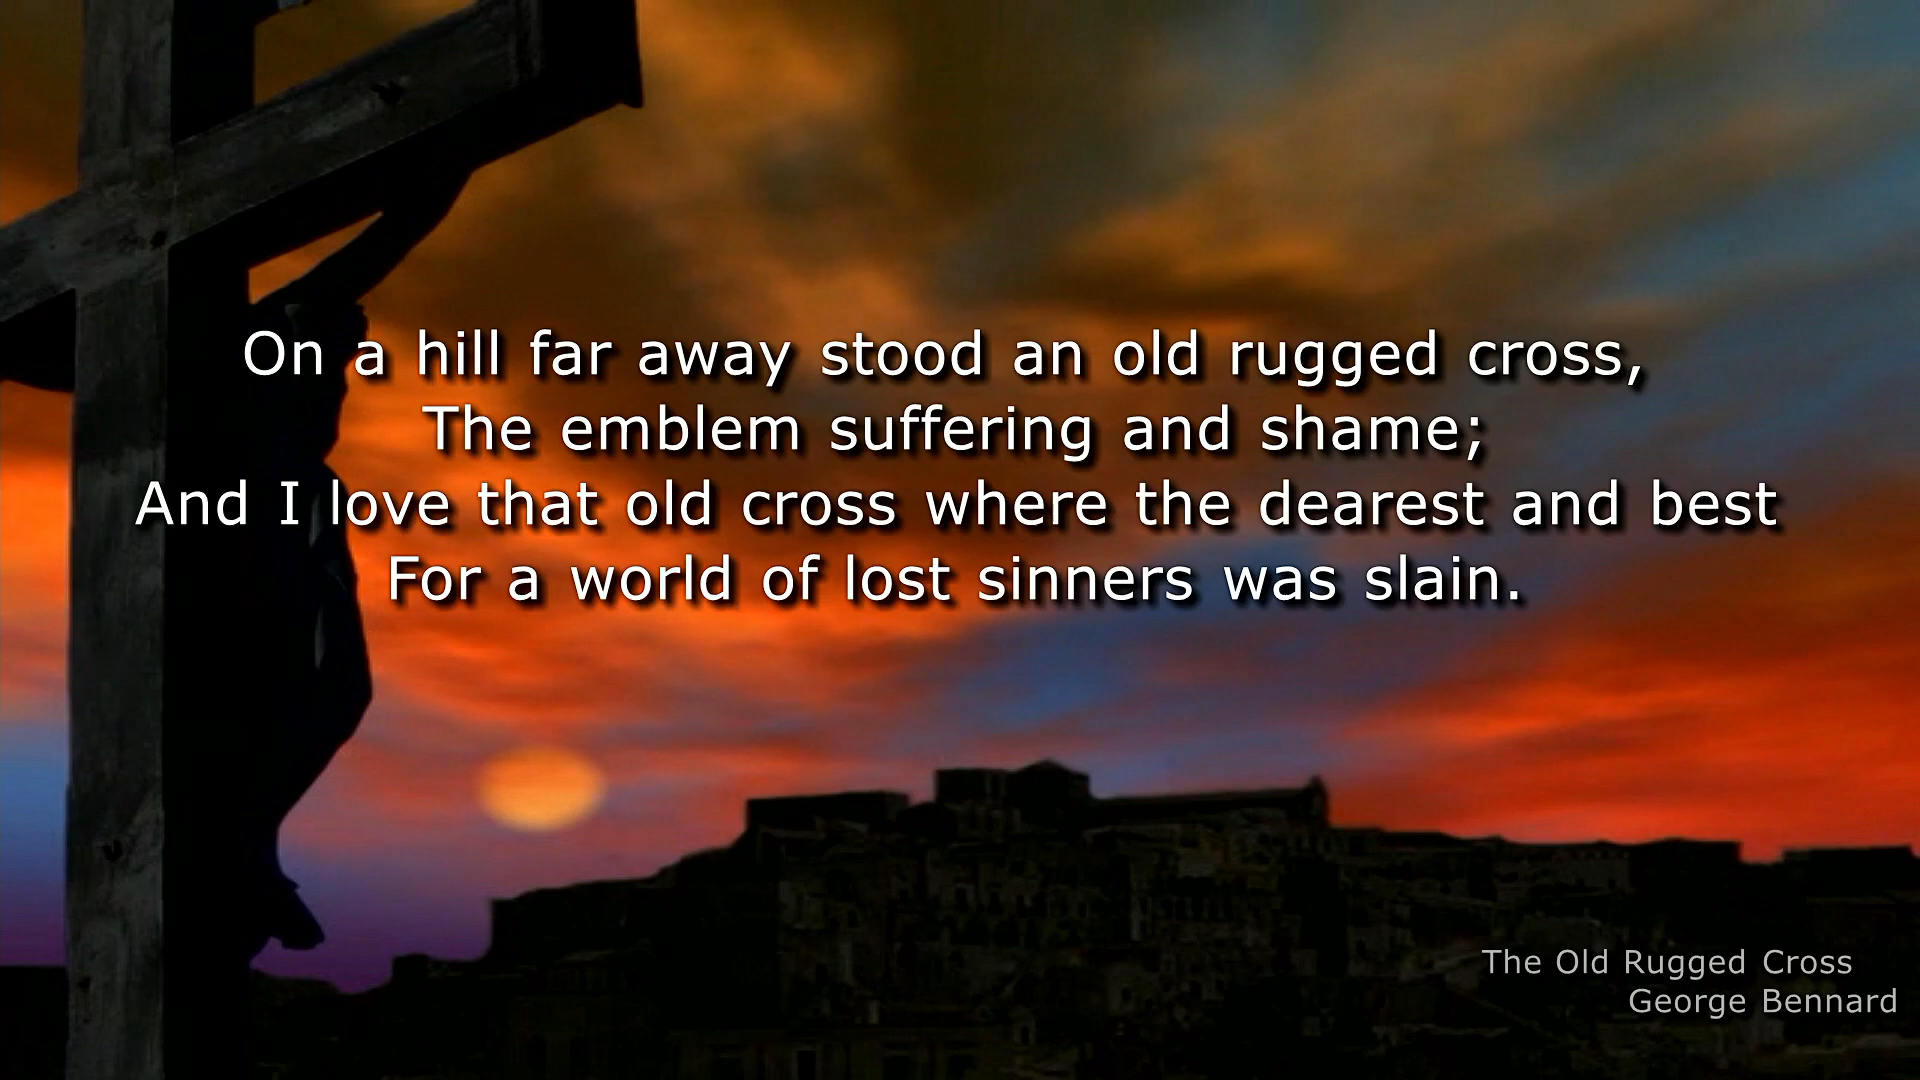 On a hill far away stood an old rugged cross,
The emblem suffering and shame;
And I love that old cross where the dearest and best
For a world of lost sinners was slain.
The Old Rugged Cross
George Bennard